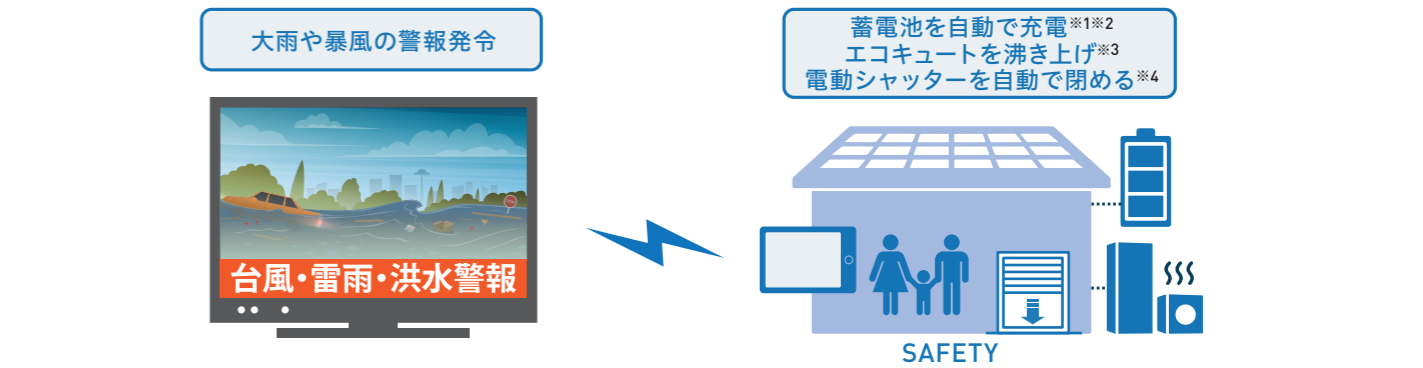 大雨や暴風の警報発令
蓄電池を自動で充電※1※2
エコキュートを沸き上げ※3
電動シャッターを自動で閉める※4
台風・雷雨・洪水警報
SAFETY